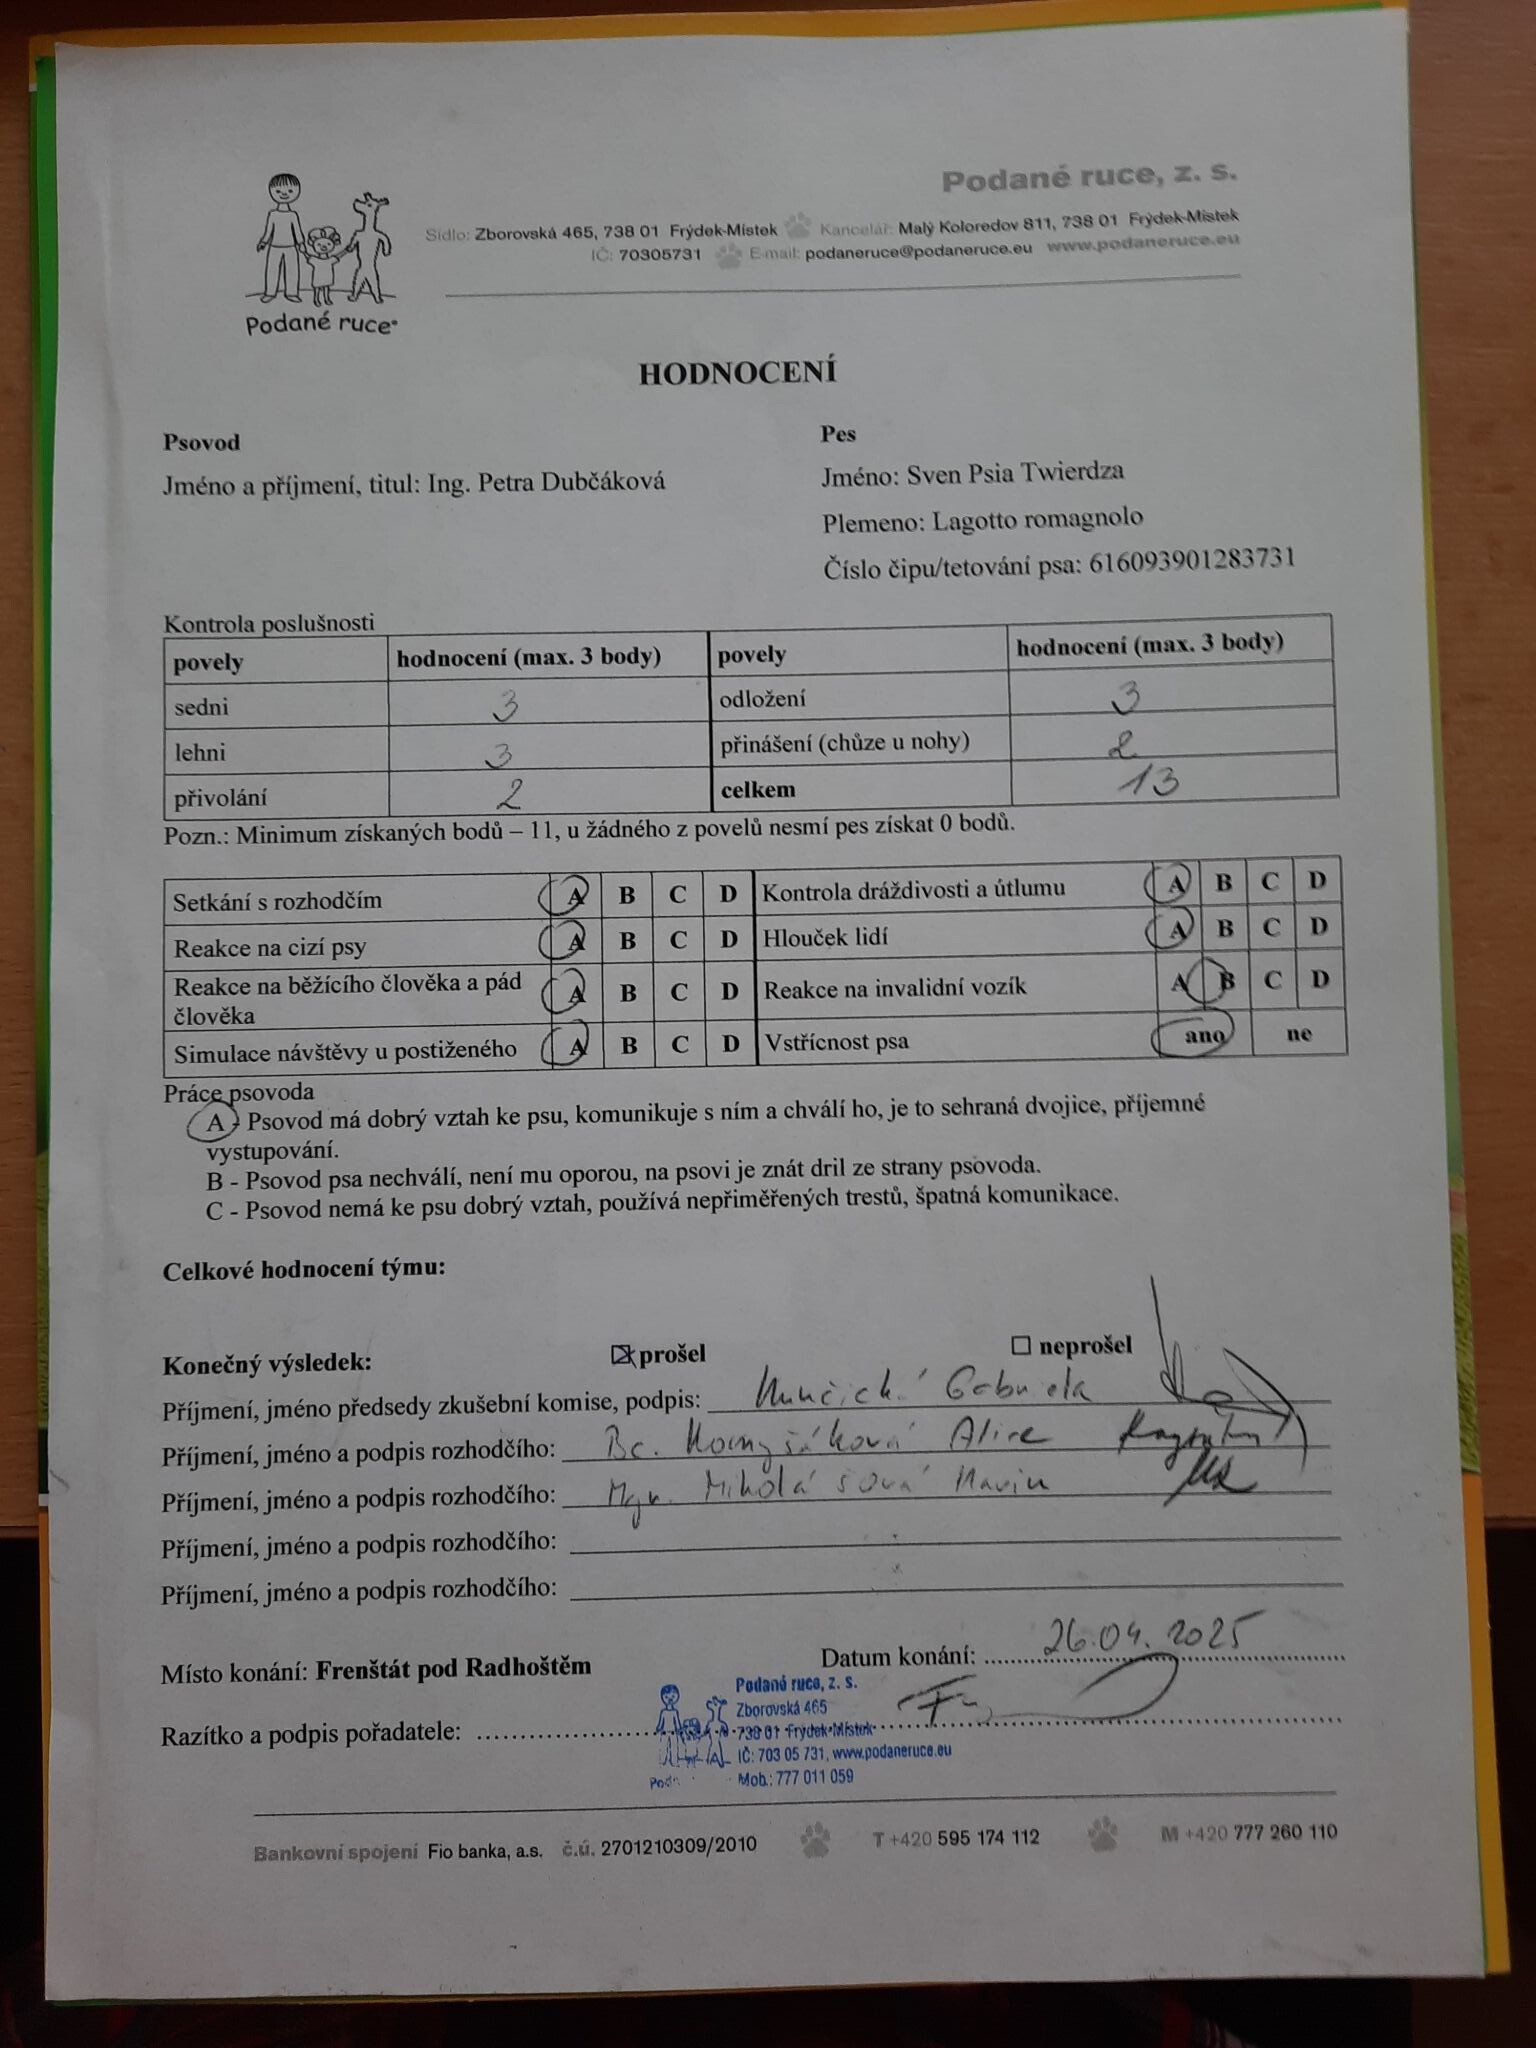 Podané ruce, z. s.
Sídlo: Zborovská 465, 738 01 Frýdek-Místek Kancelář: Malý Koloredov 811, 738 01 Frýdek-Místek
IČ: 70305731 E-mail: podaneruce@podaneruce.eu www.podaneruce.eu
Podané ruce®
HODNOCENÍ
Psovod
Jméno a příjmení, titul: Ing. Petra Dubčáková
Pes
Jméno: Sven Psia Twierdza
Plemeno: Lagotto romagnolo
Číslo čipu/tetování psa: 616093901283731
Kontrola poslušnosti
povely hodnocení (max. 3 body) povely hodnocení (max. 3 body)
sedni 3 odložení 3
lehni 3 přinášení (chůze u nohy) 2
přivolání 2 celkem 13
Pozn.: Minimum získaných bodů – 11, u žádného z povelů nesmí pes získat 0 bodů.
Setkání s rozhodčím A B C D Kontrola dráždivosti a útlumu A B C D
Reakce na cizí psy A B C D Hlouček lidí A B C D
Reakce na běžícího člověka a pád
člověka A B C D Reakce na invalidní vozík A B C D
Simulace návštěvy u postiženého A B C D Vstřícnost psa ano ne
Práce psovoda
A - Psovod má dobrý vztah ke psu, komunikuje s ním a chválí ho, je to sehraná dvojice, příjemné
vystupování.
B - Psovod psa nechválí, není mu oporou, na psovi je znát dril ze strany psovoda.
C - Psovod nemá ke psu dobrý vztah, používá nepřiměřených trestů, špatná komunikace.
Celkové hodnocení týmu:
Konečný výsledek: prošel neprošel
Příjmení, jméno předsedy zkušební komise, podpis: Gabriela
Příjmení, jméno a podpis rozhodčího: Bc. Alice
Příjmení, jméno a podpis rozhodčího: Mgr. Mikolášová
Příjmení, jméno a podpis rozhodčího:
Příjmení, jméno a podpis rozhodčího:
Místo konání: Frenštát pod Radhoštěm Datum konání: 26.04.2025
Razítko a podpis pořadatele:
Podané ruce, z. s.
Zborovská 465
738 01 Frýdek-Místek
IČ: 703 05 731, www.podaneruce.eu
Mob.: 777 011 059
Bankovní spojení Fio banka, a.s. č.ú. 2701210309/2010 T +420 595 174 112 M +420 777 260 110